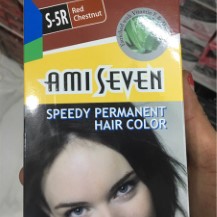 S-5R
Red
Chestnut
AMI SEVEN
SPEEDY PERMANENT
HAIR COLOR